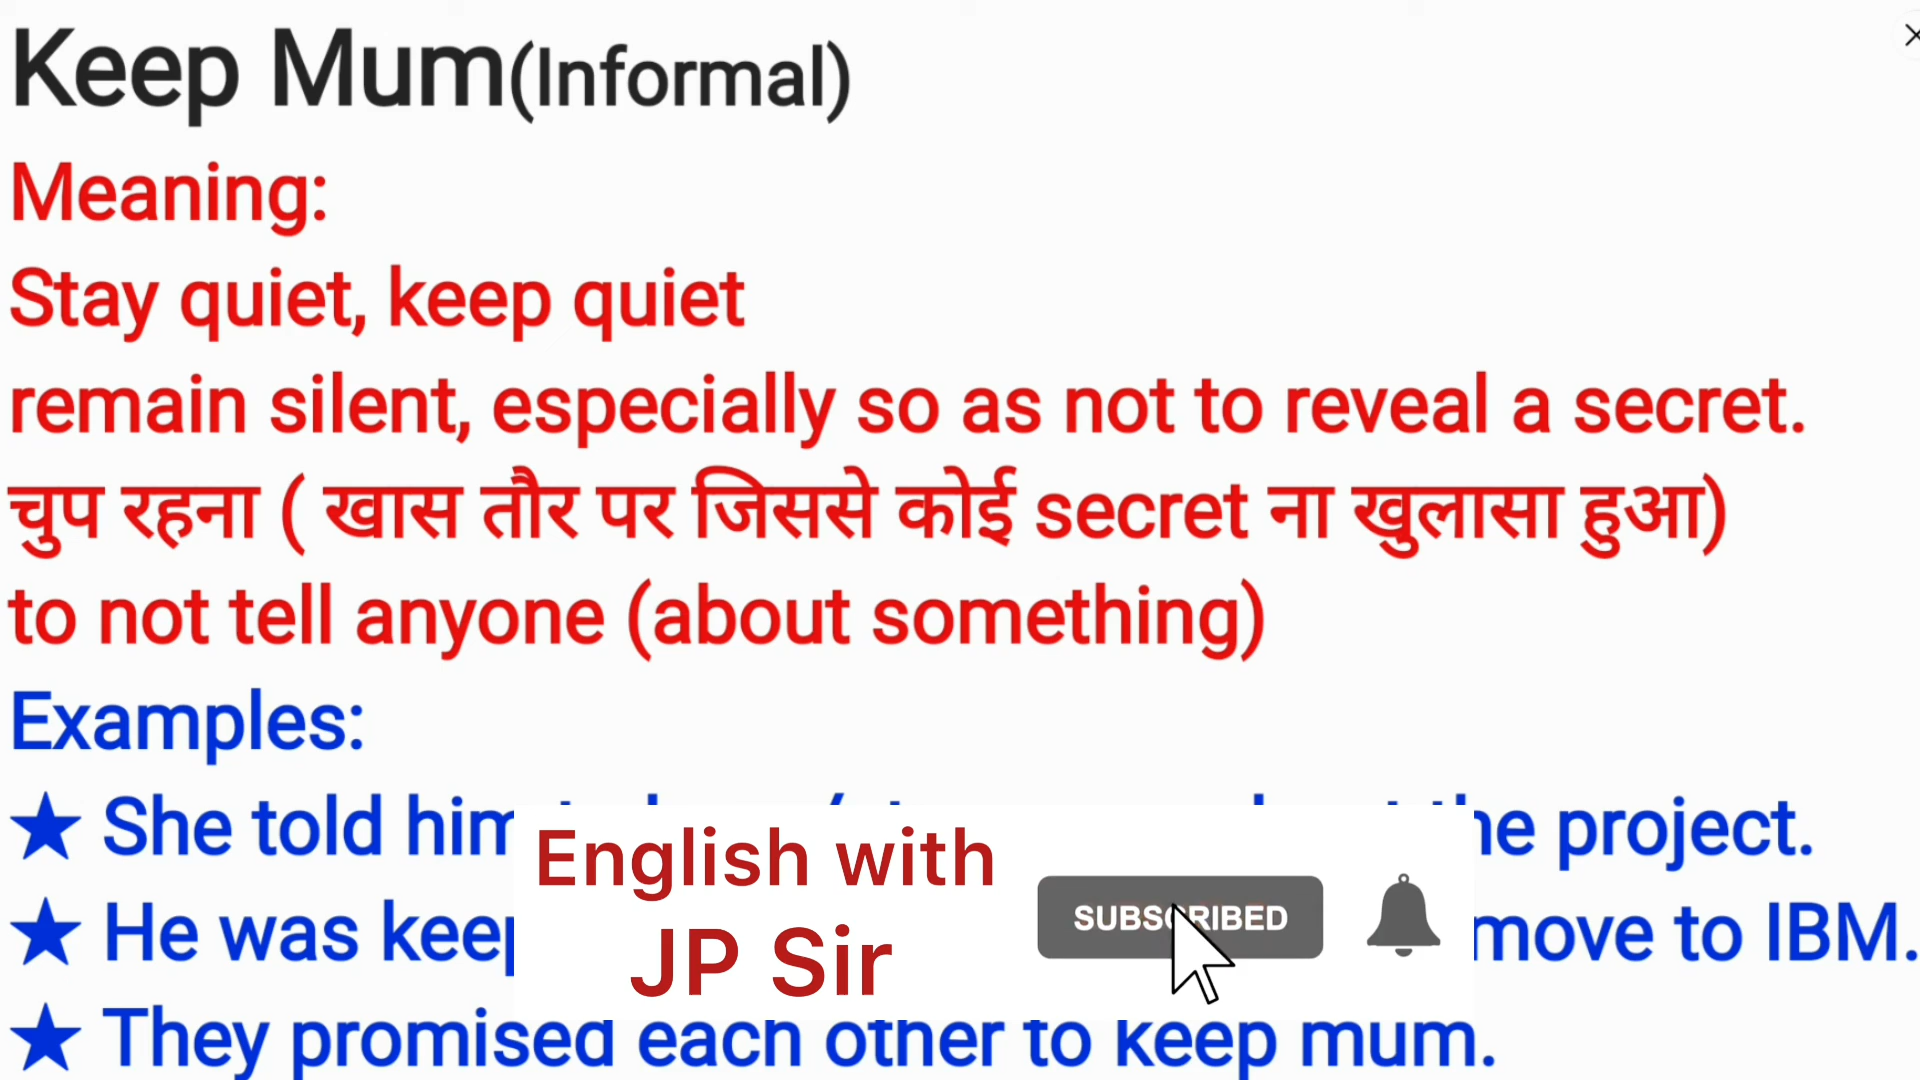 Keep Mum(Informal)
Meaning:
Stay quiet, keep quiet
remain silent, especially so as not to reveal a secret.
चुप रहना ( खास तौर पर जिससे कोई secret ना खुलासा हुआ)
to not tell anyone (about something)
Examples:
★ She told him the project.
★ He was move to IBM.
English with
JP Sir
SUBSCRIBED
★ They promised each other to keep mum.